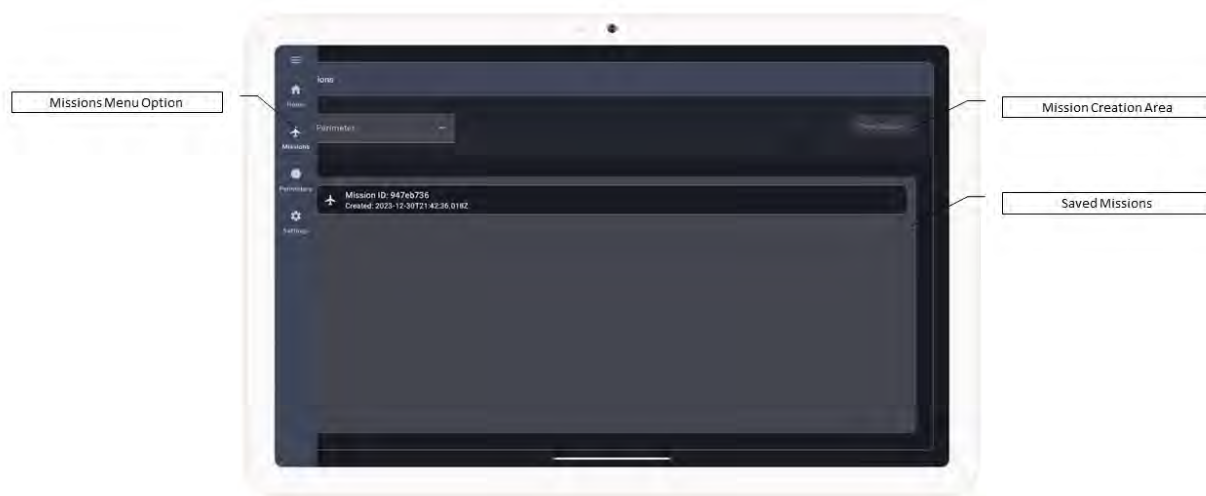 Missions Menu Option
Home
Missions
Perimeters
Settings
ions
Perimeter
Mission ID: 947eb736
Created: 2023-12-30T21:42:36.018Z
Mission Creation Area
Saved Missions